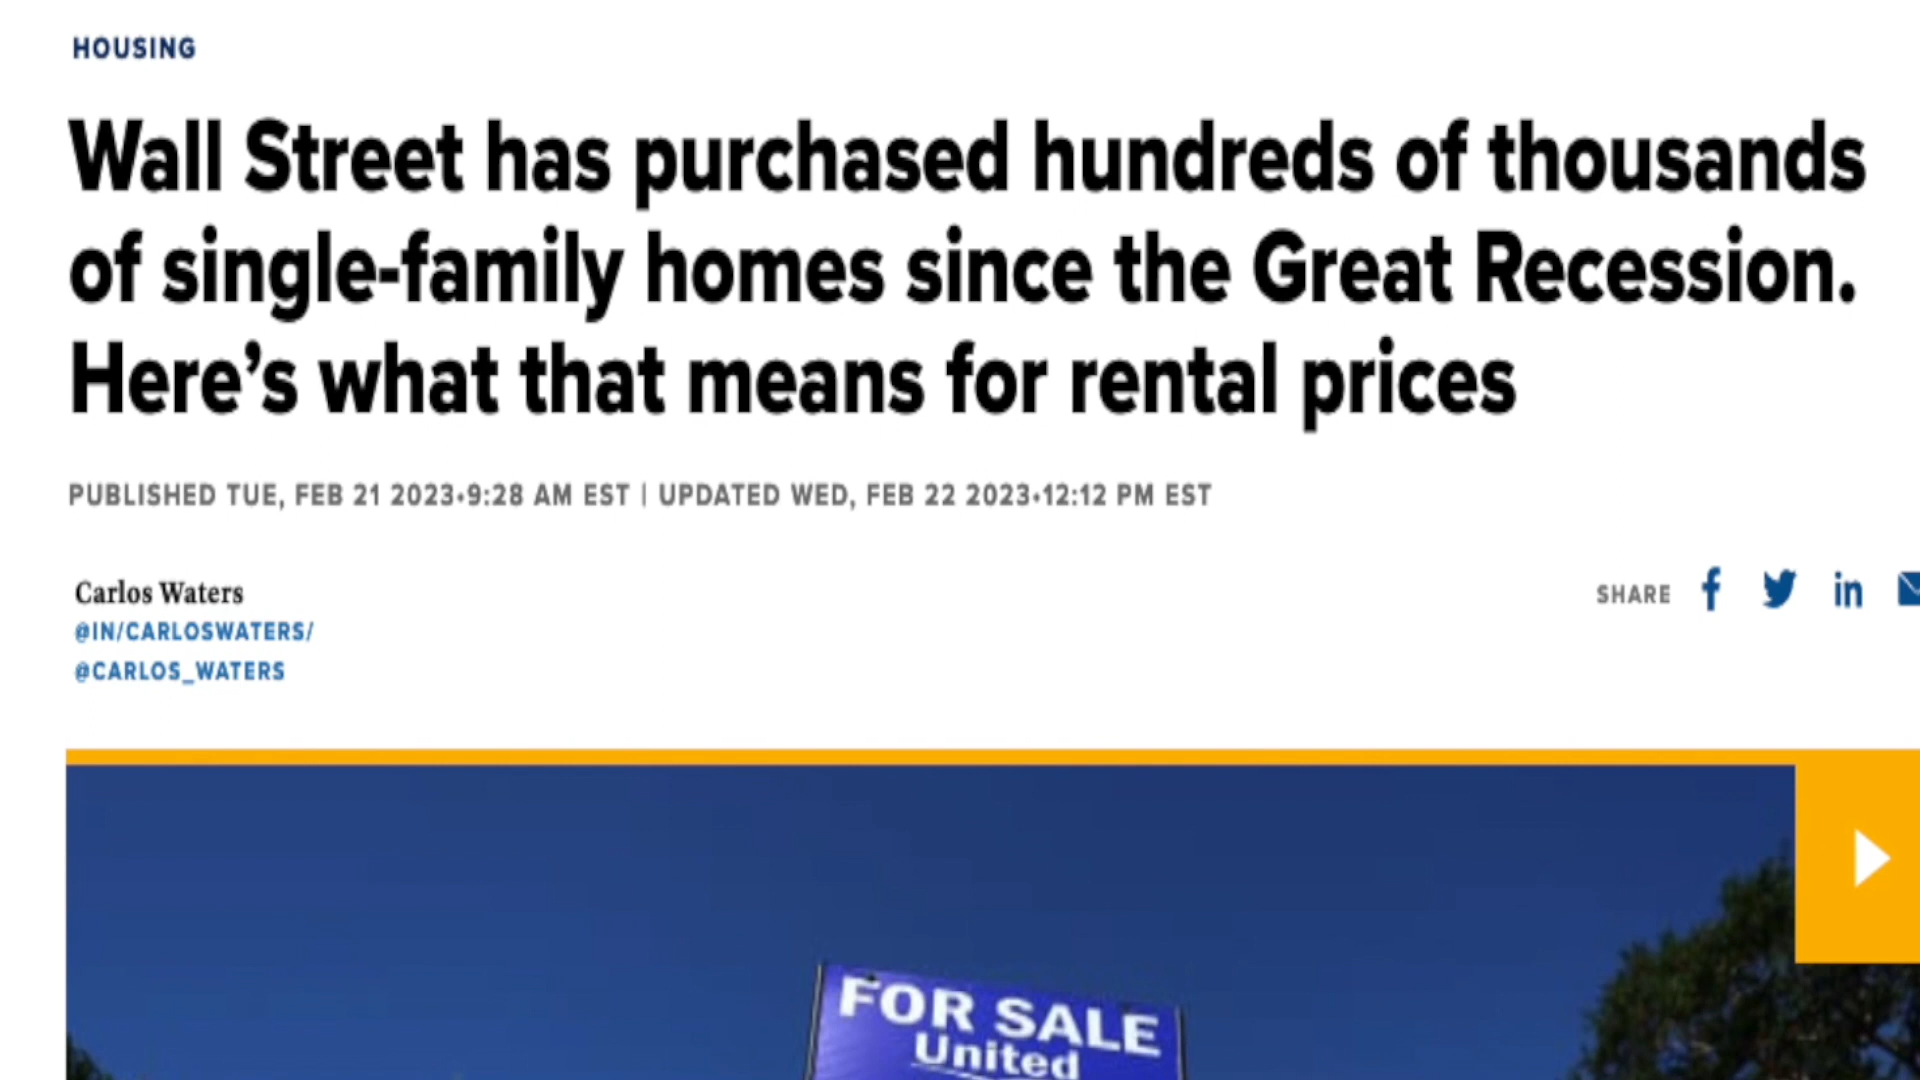 HOUSING
Wall Street has purchased hundreds of thousands
of single-family homes since the Great Recession.
Here’s what that means for rental prices
PUBLISHED TUE, FEB 21 2023•9:28 AM EST | UPDATED WED, FEB 22 2023•12:12 PM EST
Carlos Waters
@IN/CARLOSWATERS/
@CARLOS_WATERS
SHARE
FOR SALE
United